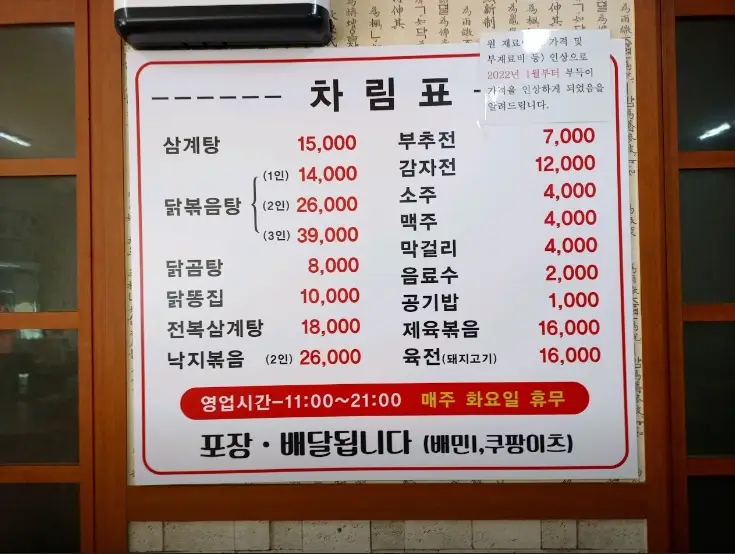 원 재료 가격 및
부재료비 등) 인상으로
2022년 1월부터 부득이
가격을 인상하게 되었음을
알려드립니다.
차 림 표
삼계탕 15,000
닭볶음탕
(1인) 14,000
(2인) 26,000
(3인) 39,000
닭곰탕 8,000
닭똥집 10,000
전복삼계탕 18,000
낙지볶음 (2인) 26,000
부추전 7,000
감자전 12,000
소주 4,000
맥주 4,000
막걸리 4,000
음료수 2,000
공기밥 1,000
제육볶음 16,000
육전(돼지고기) 16,000
영업시간-11:00~21:00 매주 화요일 휴무
포장·배달됩니다 (배민1,쿠팡이츠)